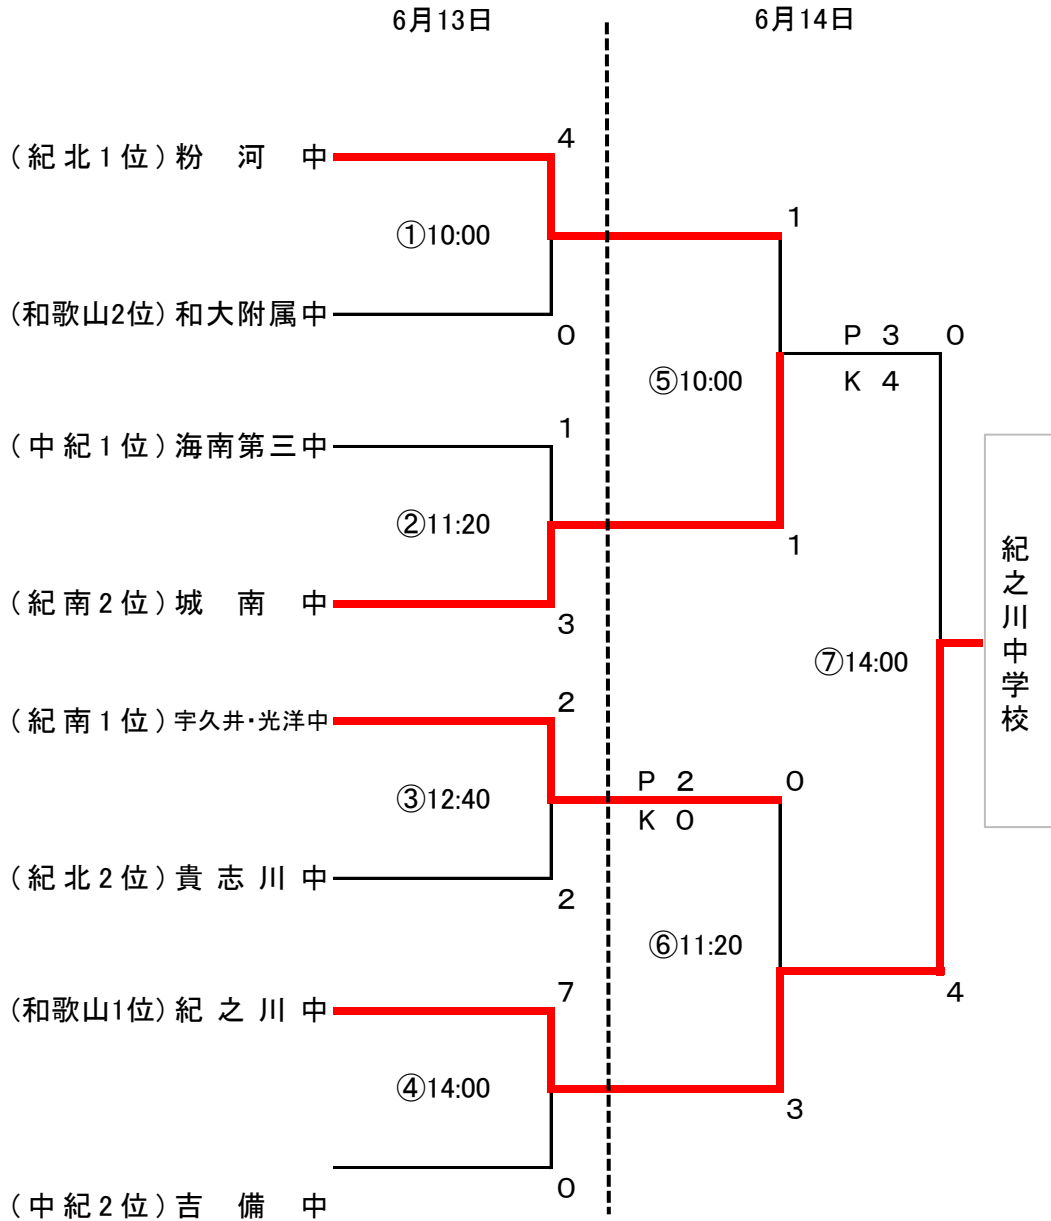 6月13日
6月14日
4
(紀北1位) 粉河中
1
①10:00
(和歌山2位) 和大附属中
0
P 3
0
K 4
⑤10:00
1
(中紀1位) 海南第三中
②11:20
1
(紀南2位) 城南中
3
紀之川中学校
⑦14:00
2
(紀南1位) 宇久井・光洋中
P 2
0
③12:40
K 0
(紀北2位) 貴志川中
2
⑥11:20
7
4
(和歌山1位) 紀之川中
④14:00
3
0
(中紀2位) 吉備中